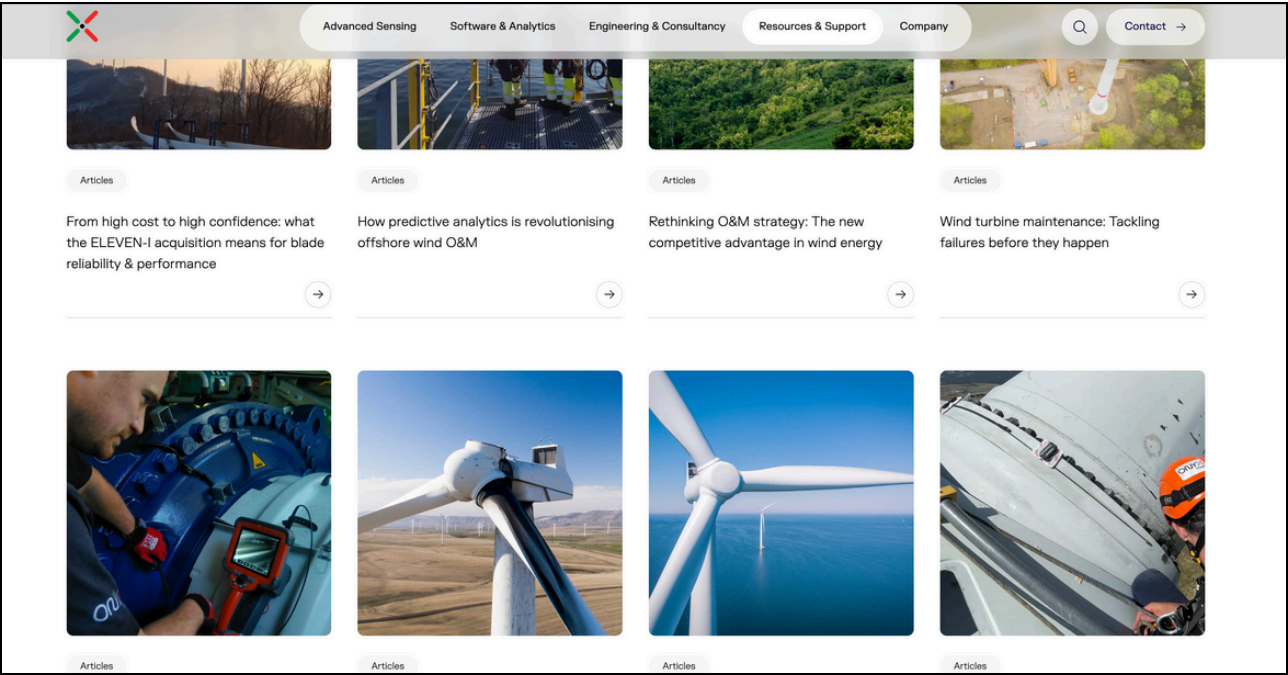 Advanced Sensing
Software & Analytics
Engineering & Consultancy
Resources & Support
Company
Contact
Articles
Articles
Articles
Articles
From high cost to high confidence: what
the ELEVEN-I acquisition means for blade
reliability & performance
How predictive analytics is revolutionising
offshore wind O&M
Rethinking O&M strategy: The new
competitive advantage in wind energy
Wind turbine maintenance: Tackling
failures before they happen
Articles
Articles
Articles
Articles